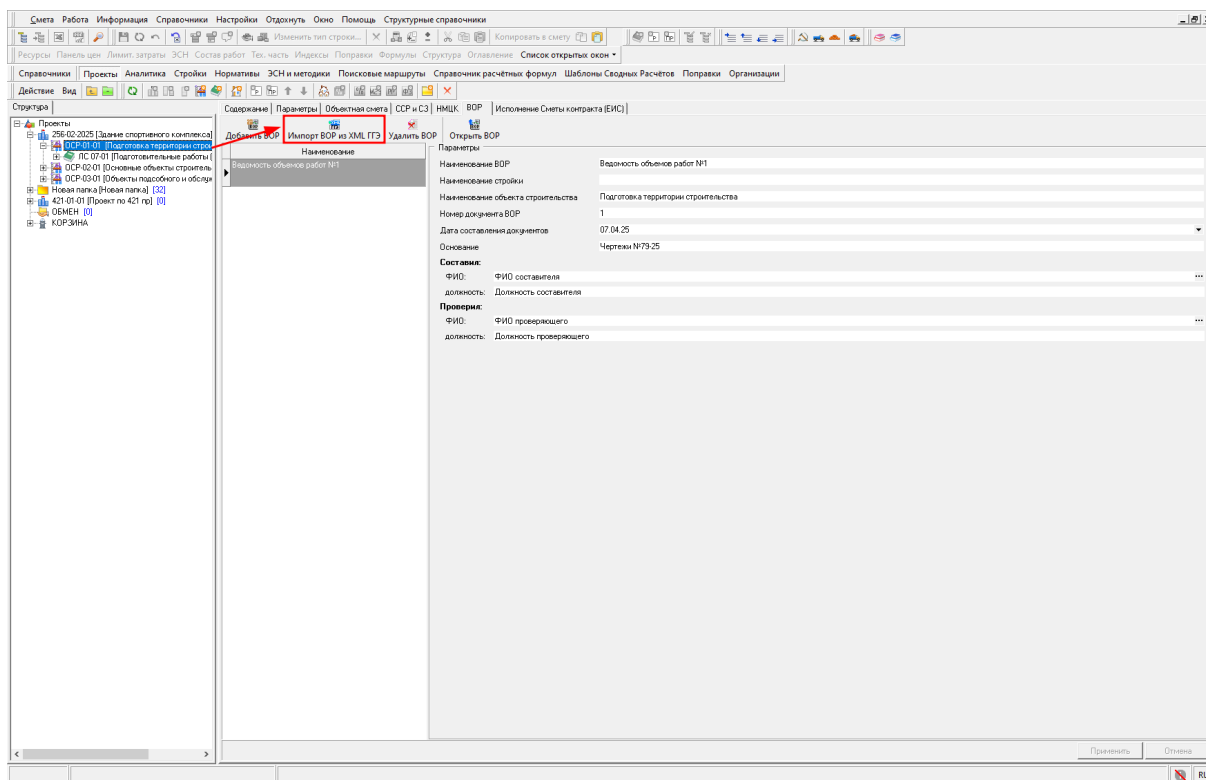 Смета Работа Информация Справочники Настройки Отдохнуть Окно Помощь Структурные справочники
Изменить тип строки... Копировать в смету
Ресурсы Панель цен Лимит. затраты ЭСН Состав работ Тех. часть Индексы Поправки Формулы Структура Оглавление Список открытых окон
Справочники Проекты Аналитика Стройки Нормативы ЭСН и методики Поисковые маршруты Справочник расчётных формул Шаблоны Сводных Расчётов Поправки Организации
Действие Вид
Структура
Проекты
256-02-2025 [Здание спортивного комплекса]
ОСР-01-01 [Подготовка территории строи
ЛС 07-01 [Подготовительные работы (
ОСР-02-01 [Основные объекты строитель
ОСР-03-01 [Объекты подсобного и обслуж
Новая папка [Новая папка] [32]
421-01-01 [Проект по 421 пр] [0]
ОБМЕН [0]
КОРЗИНА
Содержание Параметры Объектная смета ССР и СЗ НМЦК ВОР Исполнение Сметы контракта (ЕИС)
Добавить ВОР Импорт ВОР из XML ГГЭ Удалить ВОР Открыть ВОР
Наименование
Ведомость объемов работ №1
Параметры
Наименование ВОР Ведомость объемов работ №1
Наименование стройки
Наименование объекта строительства Подготовка территории строительства
Номер документа ВОР 1
Дата составления документов 07.04.25
Основание Чертежи №79-25
Составил:
ФИО: ФИО составителя ...
должность: Должность составителя
Проверил:
ФИО: ФИО проверяющего ...
должность: Должность проверяющего
Применить Отмена
RU